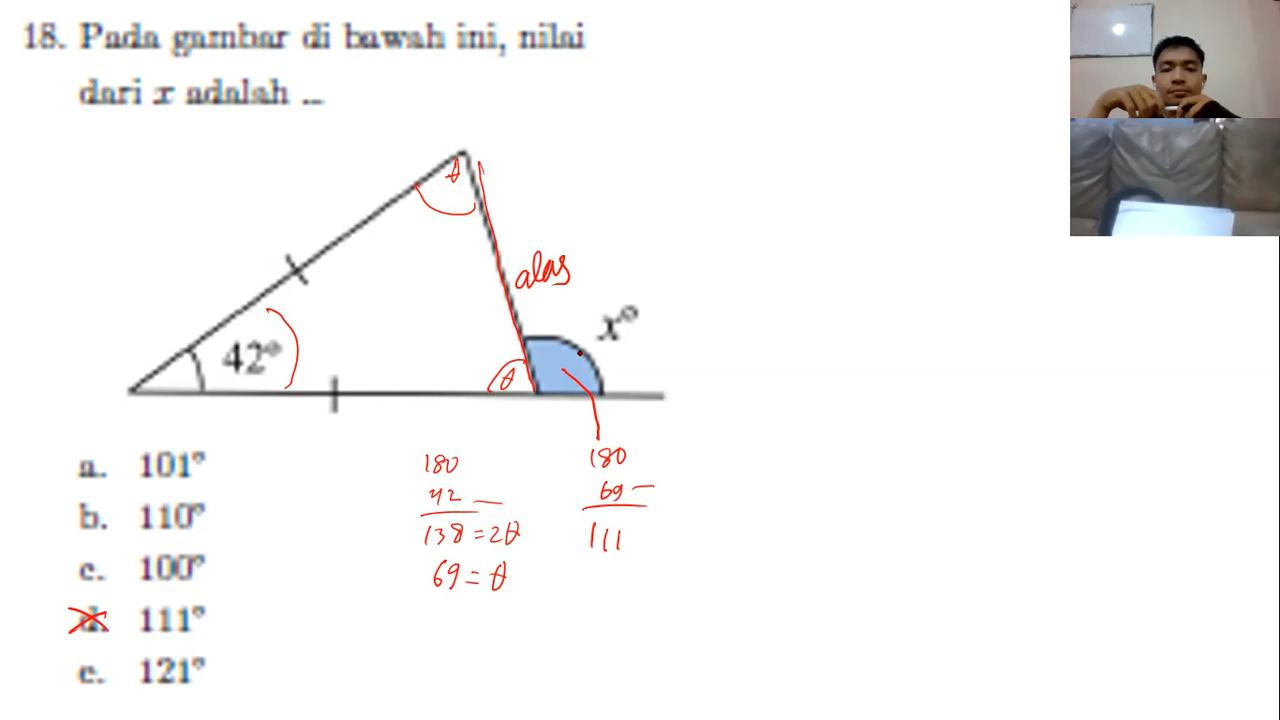 18. Pada gambar di bawah ini, nilai
dari x adalah ...
θ
alas
x°
42°
θ
a. 101°
b. 110°
c. 100°
d. 111°
e. 121°
180
42 —
138 = 2θ
69 = θ
180
69 —
111